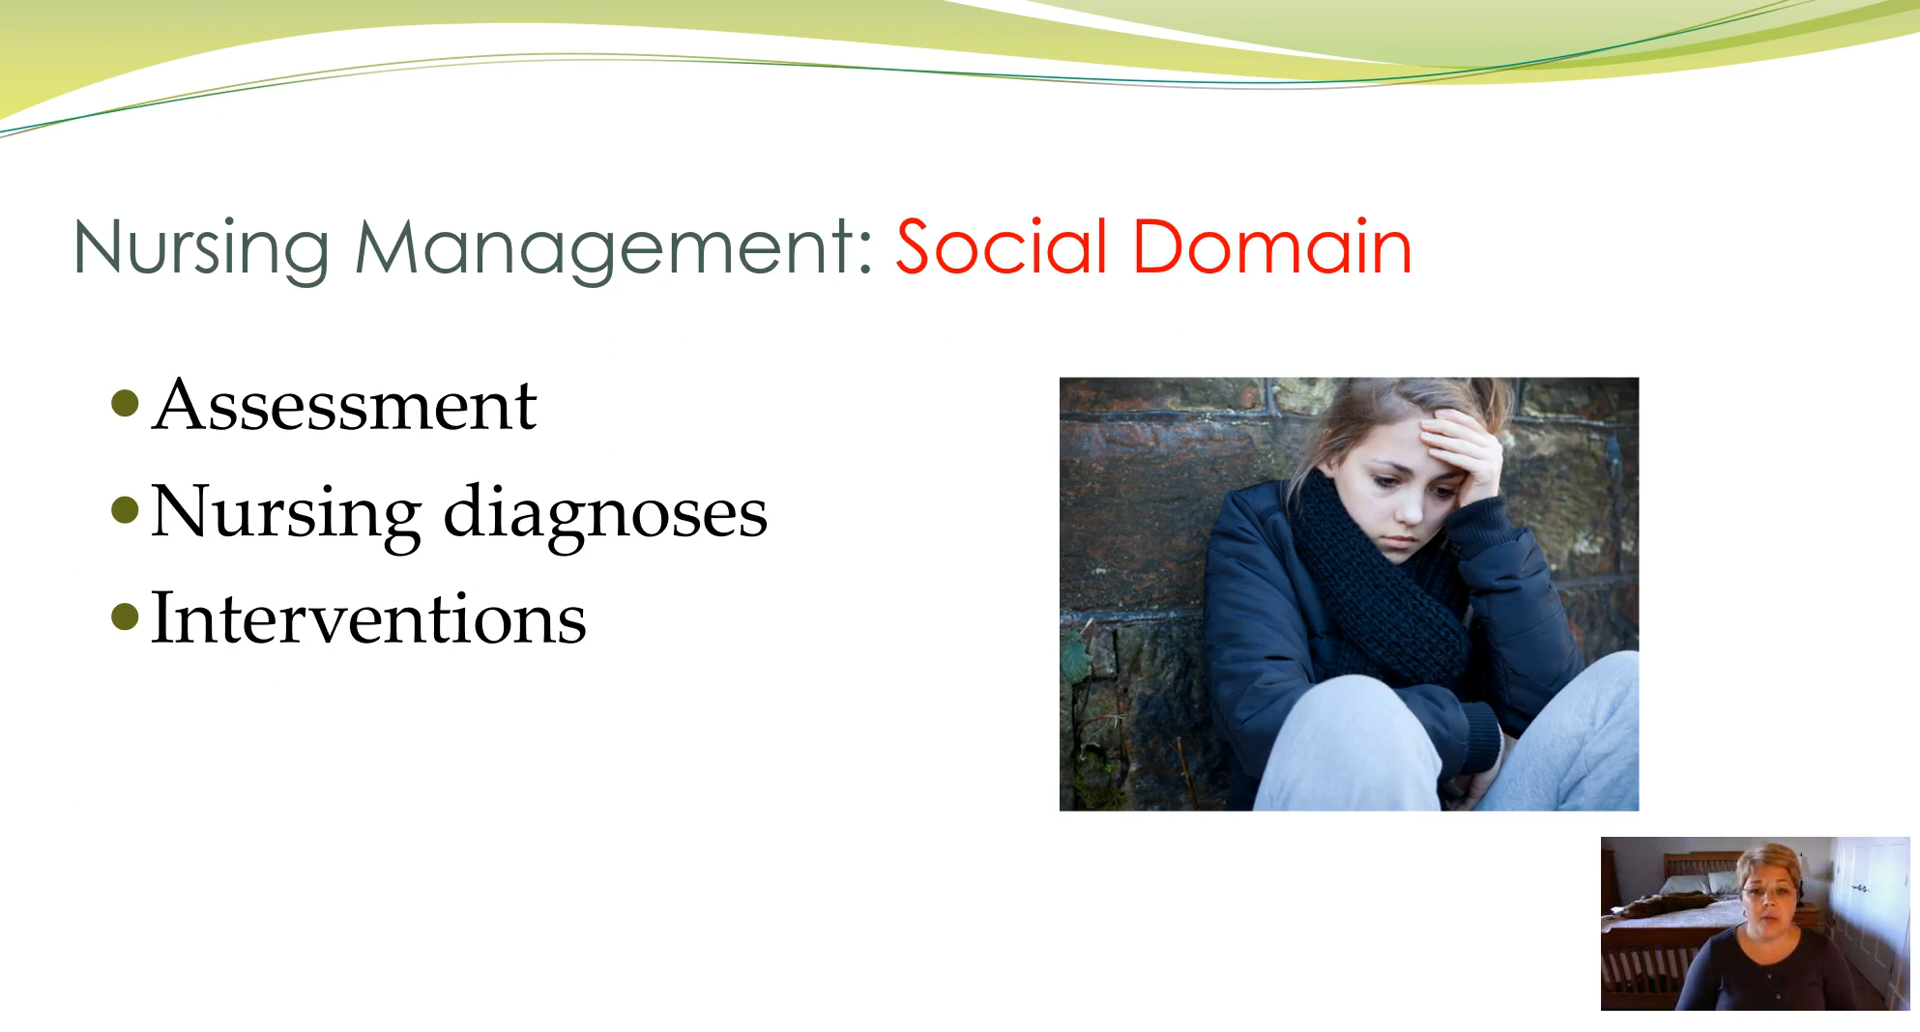 Nursing Management: Social Domain
•Assessment
•Nursing diagnoses
•Interventions